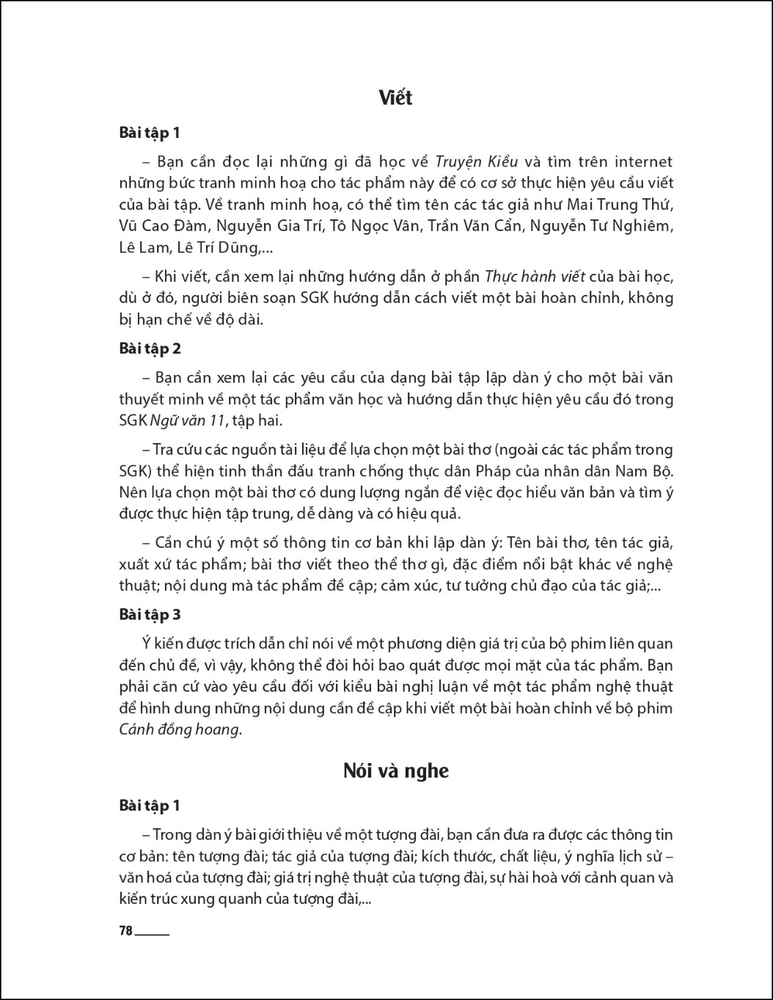 Viết
Bài tập 1
– Bạn cần đọc lại những gì đã học về Truyện Kiều và tìm trên internet
những bức tranh minh hoạ cho tác phẩm này để có cơ sở thực hiện yêu cầu viết
của bài tập. Về tranh minh hoạ, có thể tìm tên các tác giả như Mai Trung Thứ,
Vũ Cao Đàm, Nguyễn Gia Trí, Tô Ngọc Vân, Trần Văn Cẩn, Nguyễn Tư Nghiêm,
Lê Lam, Lê Trí Dũng,...
– Khi viết, cần xem lại những hướng dẫn ở phần Thực hành viết của bài học,
dù ở đó, người biên soạn SGK hướng dẫn cách viết một bài hoàn chỉnh, không
bị hạn chế về độ dài.
Bài tập 2
– Bạn cần xem lại các yêu cầu của dạng bài tập lập dàn ý cho một bài văn
thuyết minh về một tác phẩm văn học và hướng dẫn thực hiện yêu cầu đó trong
SGK Ngữ văn 11, tập hai.
– Tra cứu các nguồn tài liệu để lựa chọn một bài thơ (ngoài các tác phẩm trong
SGK) thể hiện tinh thần đấu tranh chống thực dân Pháp của nhân dân Nam Bộ.
Nên lựa chọn một bài thơ có dung lượng ngắn để việc đọc hiểu văn bản và tìm ý
được thực hiện tập trung, dễ dàng và có hiệu quả.
– Cần chú ý một số thông tin cơ bản khi lập dàn ý: Tên bài thơ, tên tác giả,
xuất xứ tác phẩm; bài thơ viết theo thể thơ gì, đặc điểm nổi bật khác về nghệ
thuật; nội dung mà tác phẩm đề cập; cảm xúc, tư tưởng chủ đạo của tác giả;...
Bài tập 3
Ý kiến được trích dẫn chỉ nói về một phương diện giá trị của bộ phim liên quan
đến chủ đề, vì vậy, không thể đòi hỏi bao quát được mọi mặt của tác phẩm. Bạn
phải căn cứ vào yêu cầu đối với kiểu bài nghị luận về một tác phẩm nghệ thuật
để hình dung những nội dung cần đề cập khi viết một bài hoàn chỉnh về bộ phim
Cánh đồng hoang.
Nói và nghe
Bài tập 1
– Trong dàn ý bài giới thiệu về một tượng đài, bạn cần đưa ra được các thông tin
cơ bản: tên tượng đài; tác giả của tượng đài; kích thước, chất liệu, ý nghĩa lịch sử –
văn hoá của tượng đài; giá trị nghệ thuật của tượng đài, sự hài hoà với cảnh quan và
kiến trúc xung quanh của tượng đài,...
78